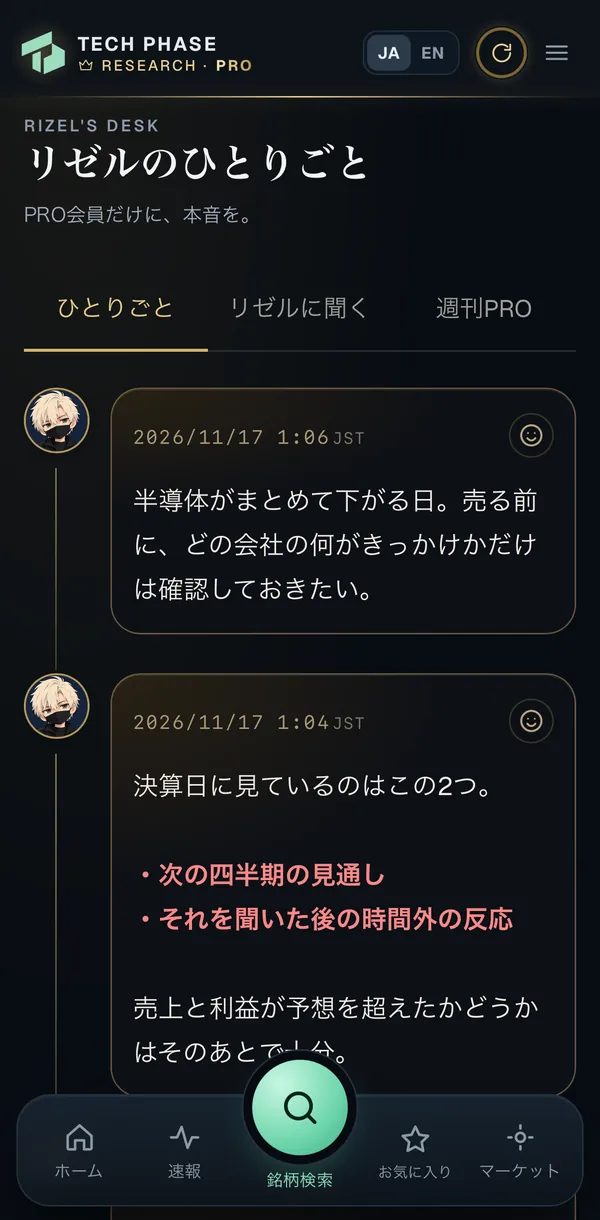 TECH PHASE
RESEARCH · PRO
JA EN
RIZEL'S DESK
リゼルのひとりごと
PRO会員だけに、本音を。
ひとりごと リゼルに聞く 週刊PRO
2026/11/17 1:06 JST
半導体がまとめて下がる日。売る前
に、どの会社の何がきっかけかだけ
は確認しておきたい。
2026/11/17 1:04 JST
決算日に見ているのはこの2つ。
・次の四半期の見通し
・それを聞いた後の時間外の反応
売上と利益が予想を超えたかどうか
はそのあとで十分。
ホーム 速報 銘柄検索 お気に入り マーケット